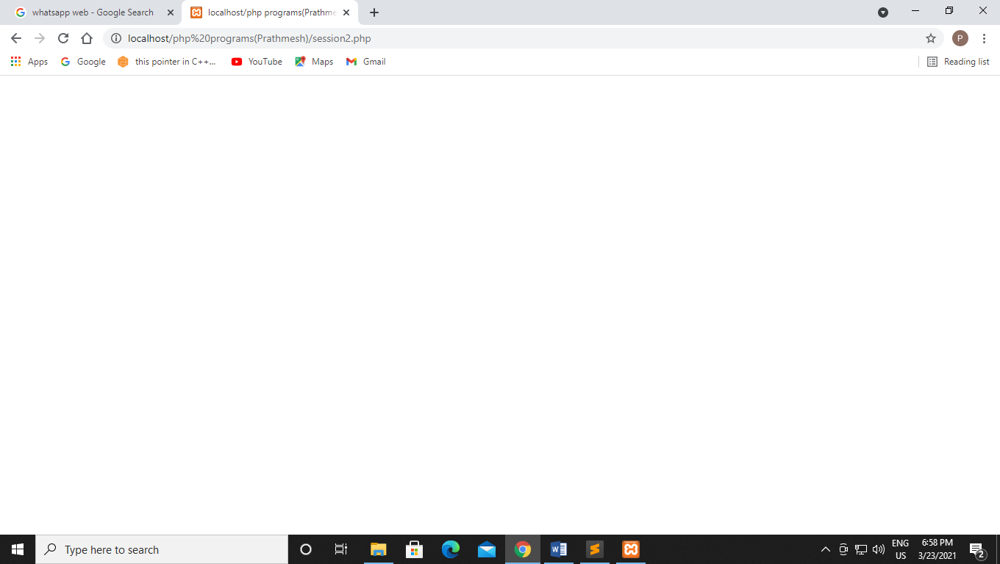 whatsapp web - Google Search
localhost/php programs(Prathme
localhost/php%20programs(Prathmesh)/session2.php
P
Apps
Google
this pointer in C++...
YouTube
Maps
Gmail
Reading list
Type here to search
ENG
US
6:58 PM
3/23/2021
2